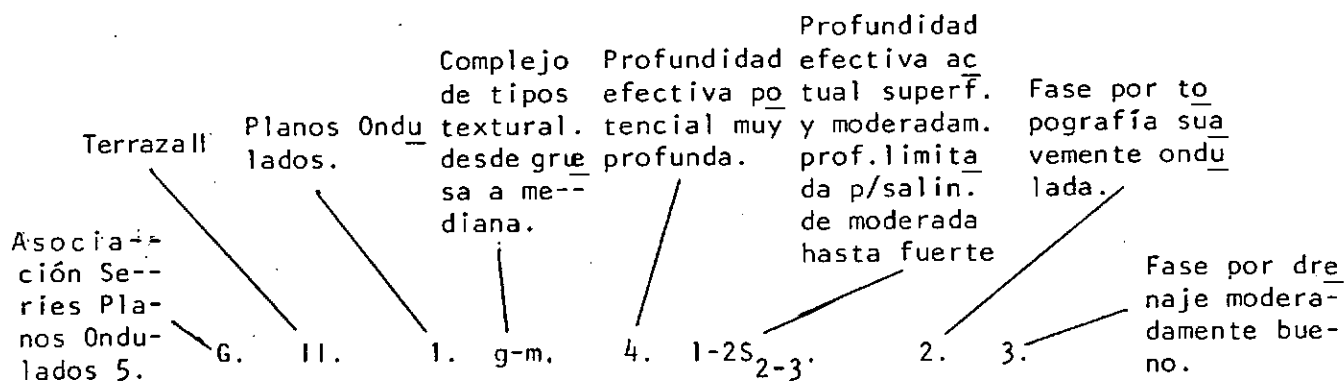 Asocia--
ción Se--
ries Pla-
nos Ondu-
lados 5.
Terraza II
Planos Ondu
lados.
Complejo
de tipos
textural.
desde grue
sa a me--
diana.
Profundidad
efectiva po
tencial muy
profunda.
Profundidad
efectiva ac
tual superf.
y moderadam.
prof.limita
da p/salin.
de moderada
hasta fuerte
Fase por to
pografía sua
vemente ondu
lada.
Fase por dre
naje modera-
damente bue-
no.
G. II. 1. g-m. 4. 1-2S2-3. 2. 3.